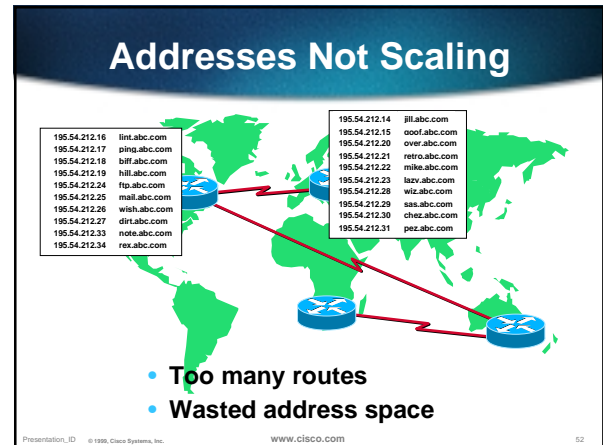 Addresses Not Scaling
195.54.212.16 lint.abc.com
195.54.212.17 ping.abc.com
195.54.212.18 biff.abc.com
195.54.212.19 hill.abc.com
195.54.212.24 ftp.abc.com
195.54.212.25 mail.abc.com
195.54.212.26 wish.abc.com
195.54.212.27 dirt.abc.com
195.54.212.33 note.abc.com
195.54.212.34 rex.abc.com
195.54.212.14 jill.abc.com
195.54.212.15 goof.abc.com
195.54.212.20 over.abc.com
195.54.212.21 retro.abc.com
195.54.212.22 mike.abc.com
195.54.212.23 lazy.abc.com
195.54.212.28 wiz.abc.com
195.54.212.29 sas.abc.com
195.54.212.30 chez.abc.com
195.54.212.31 pez.abc.com
• Too many routes
• Wasted address space
Presentation_ID © 1999, Cisco Systems, Inc. www.cisco.com 52